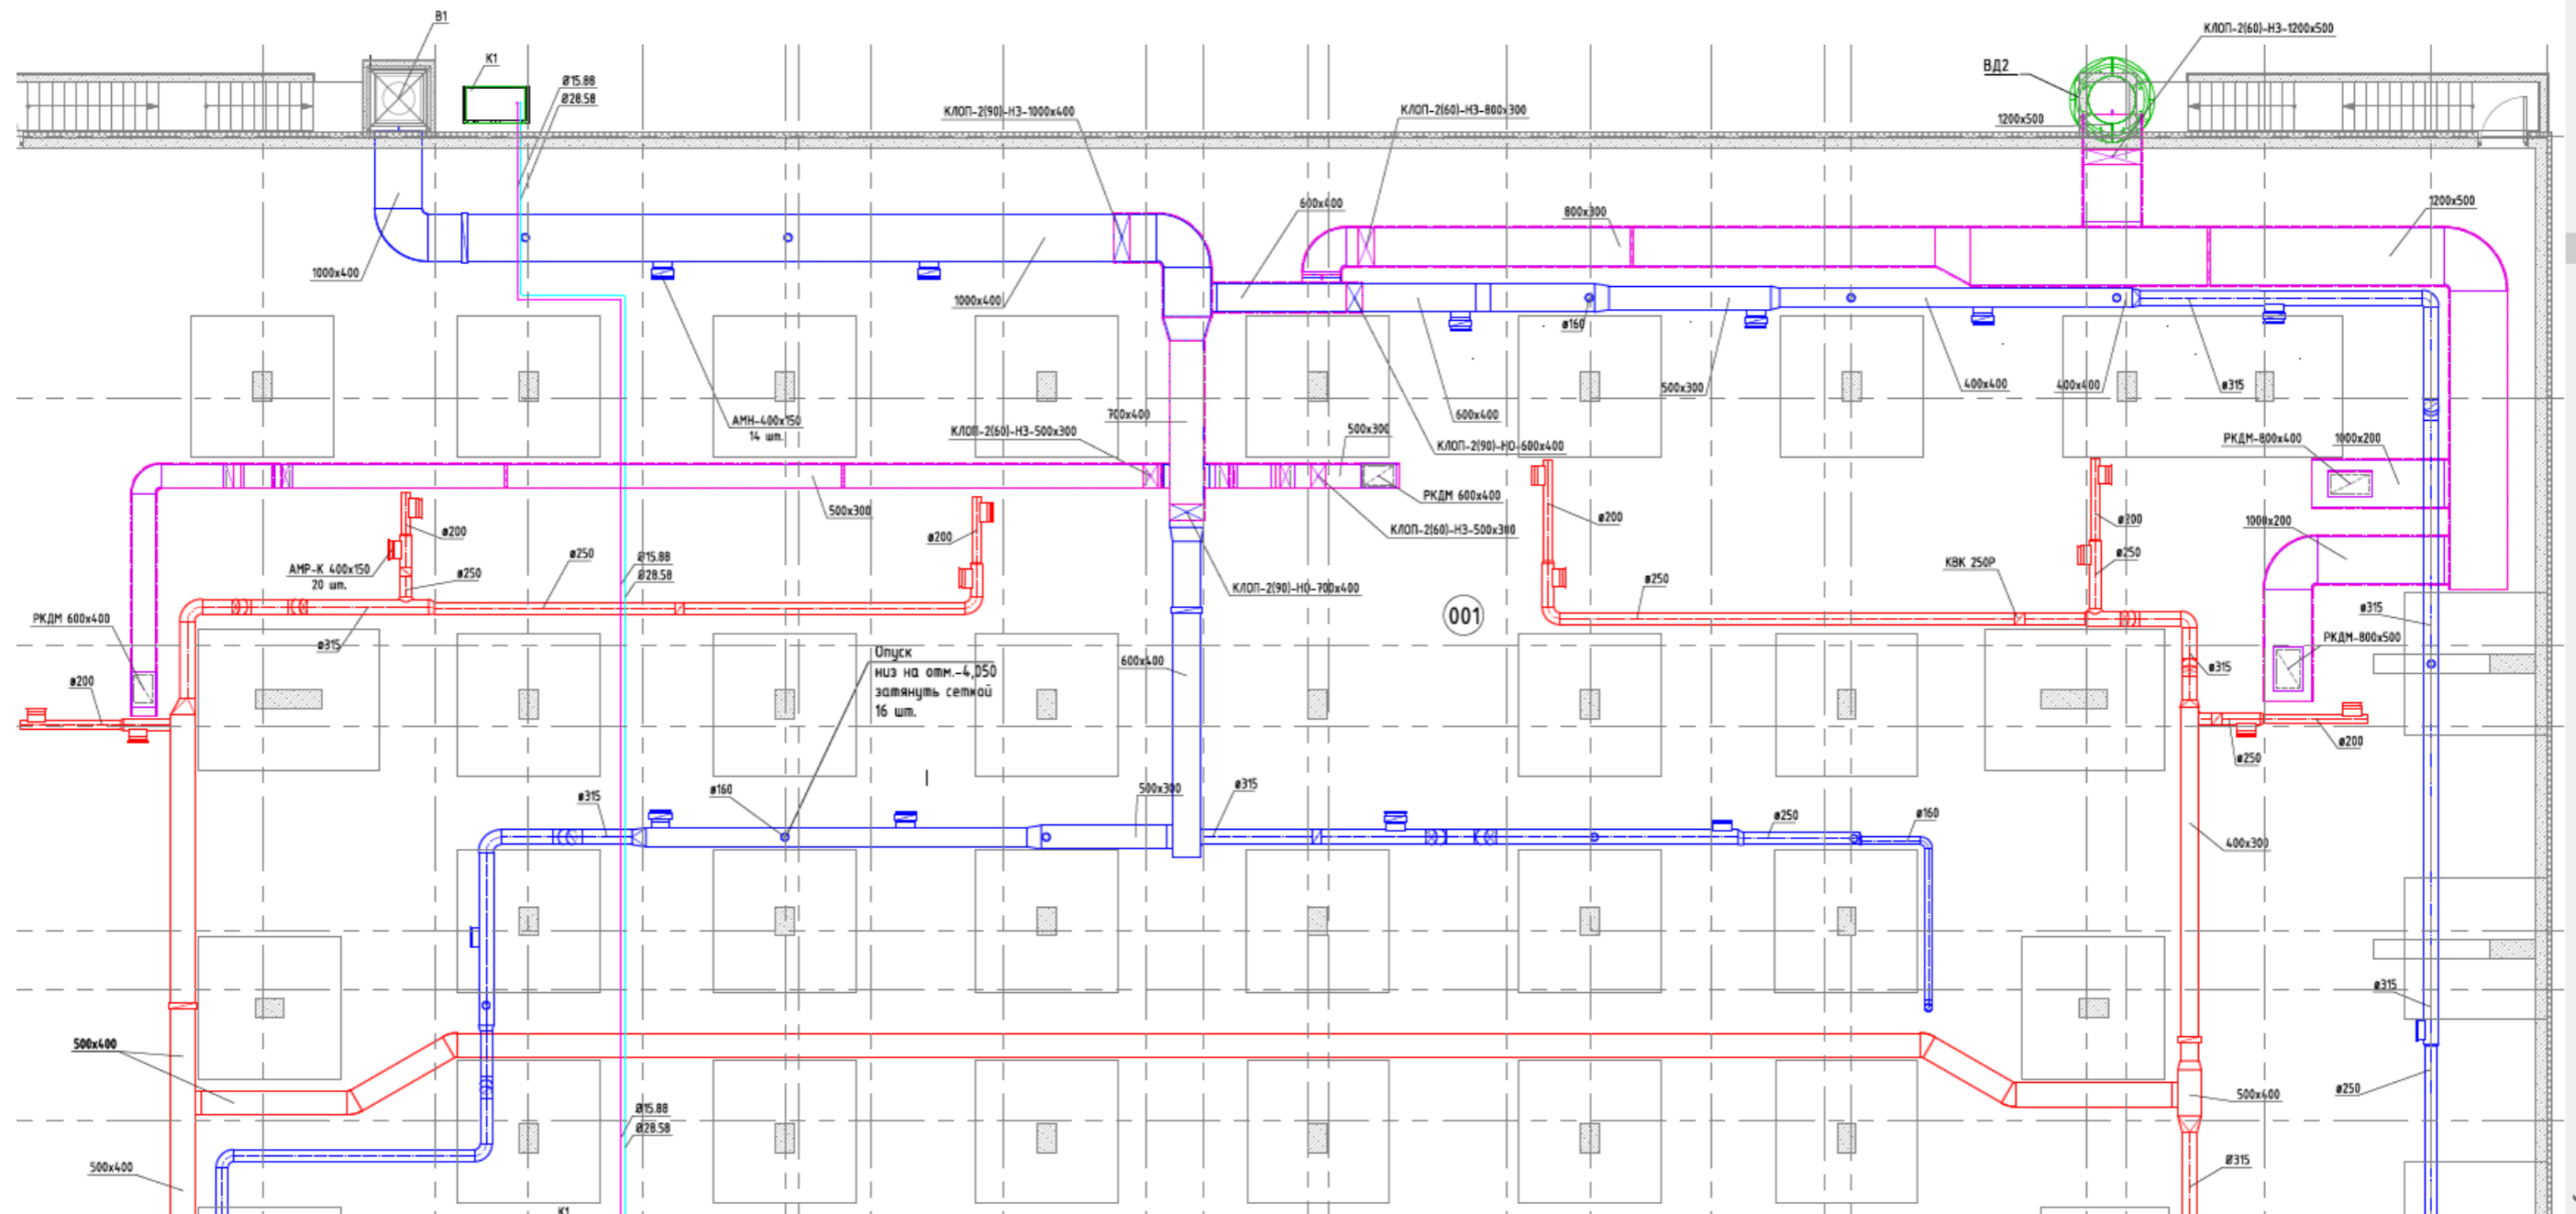 В1
К1
Ø15.88
Ø28.58
КЛОП-2(90)-НЗ-1000х400
КЛОП-2(60)-НЗ-800х300
ВД2
КЛОП-2(60)-НЗ-1200х500
1200х500
1000х400
1000х400
600х400
800х300
1200х500
ø160
500х300
400х400
400х400
ø315
АМН-400х150
14 шт.
700х400
КЛОП-2(60)-НЗ-500х300
500х300
600х400
КЛОП-2(90)-НО-600х400
РКДМ-800х400
1000х200
500х300
РКДМ 600х400
КЛОП-2(60)-НЗ-500х300
ø200
ø200
ø200
ø200
1000х200
АМР-К 400х150
20 шт.
ø250
ø250
Ø15.88
Ø28.58
КЛОП-2(90)-НО-700х400
001
ø250
КВК 250Р
ø250
РКДМ 600х400
ø315
ø315
РКДМ-800х500
Опуск
низ на отм.-4,050
затянуть сеткой
16 шт.
600х400
ø315
ø200
ø200
ø250
ø315
ø160
500х300
ø315
ø250
ø160
400х300
500х400
ø315
Ø15.88
Ø28.58
500х400
ø250
500х400
Ø315
К1